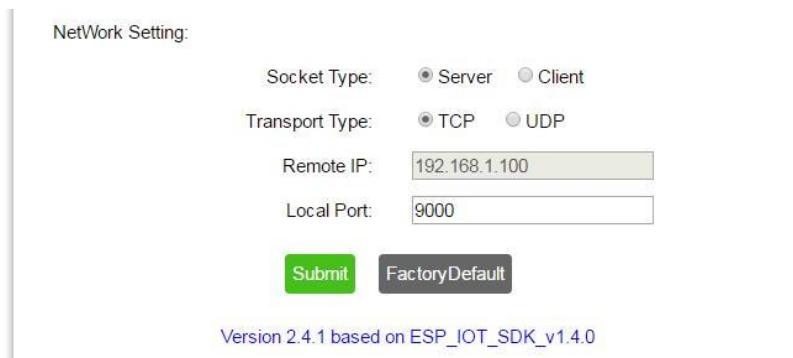 NetWork Setting:
Socket Type: Server Client
Transport Type: TCP UDP
Remote IP: 192.168.1.100
Local Port: 9000
Submit FactoryDefault
Version 2.4.1 based on ESP_IOT_SDK_v1.4.0